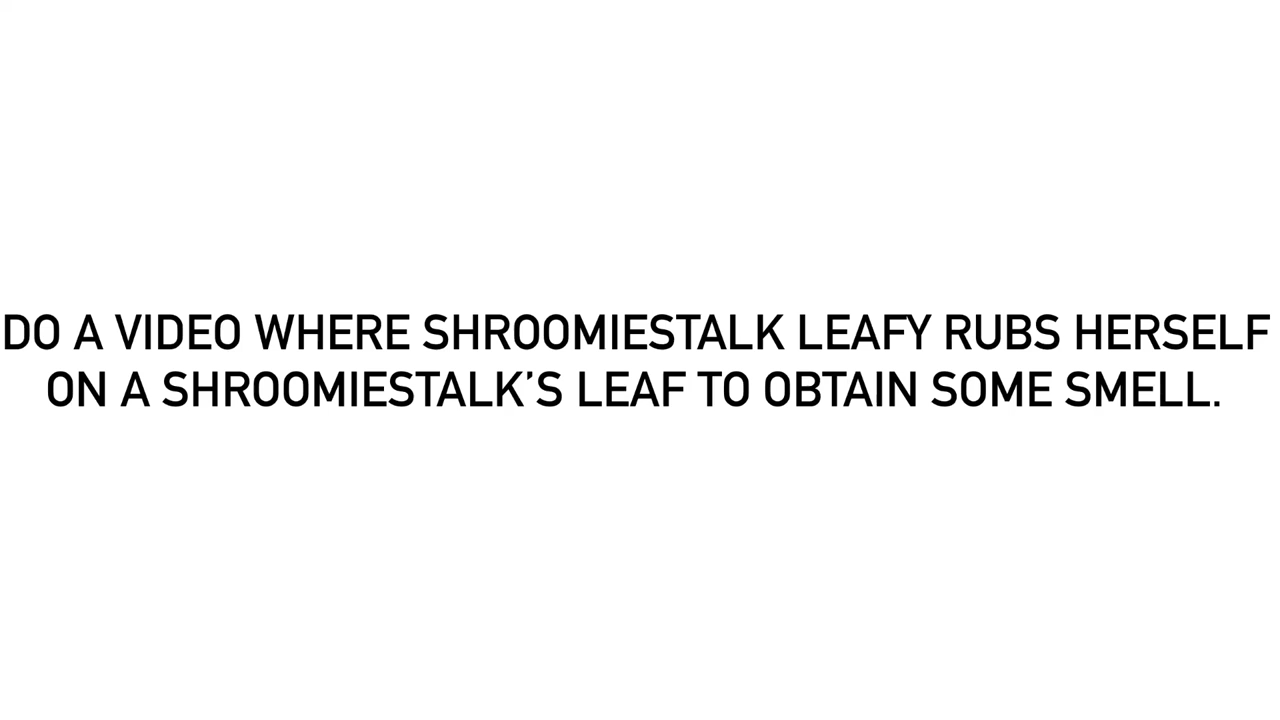 DO A VIDEO WHERE SHROOMIESTALK LEAFY RUBS HERSELF
ON A SHROOMIESTALK’S LEAF TO OBTAIN SOME SMELL.